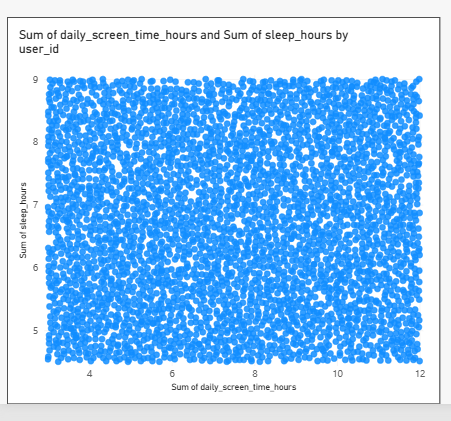 Sum of daily_screen_time_hours and Sum of sleep_hours by
user_id
9
8
7
6
5
Sum of sleep_hours
4
6
8
10
12
Sum of daily_screen_time_hours